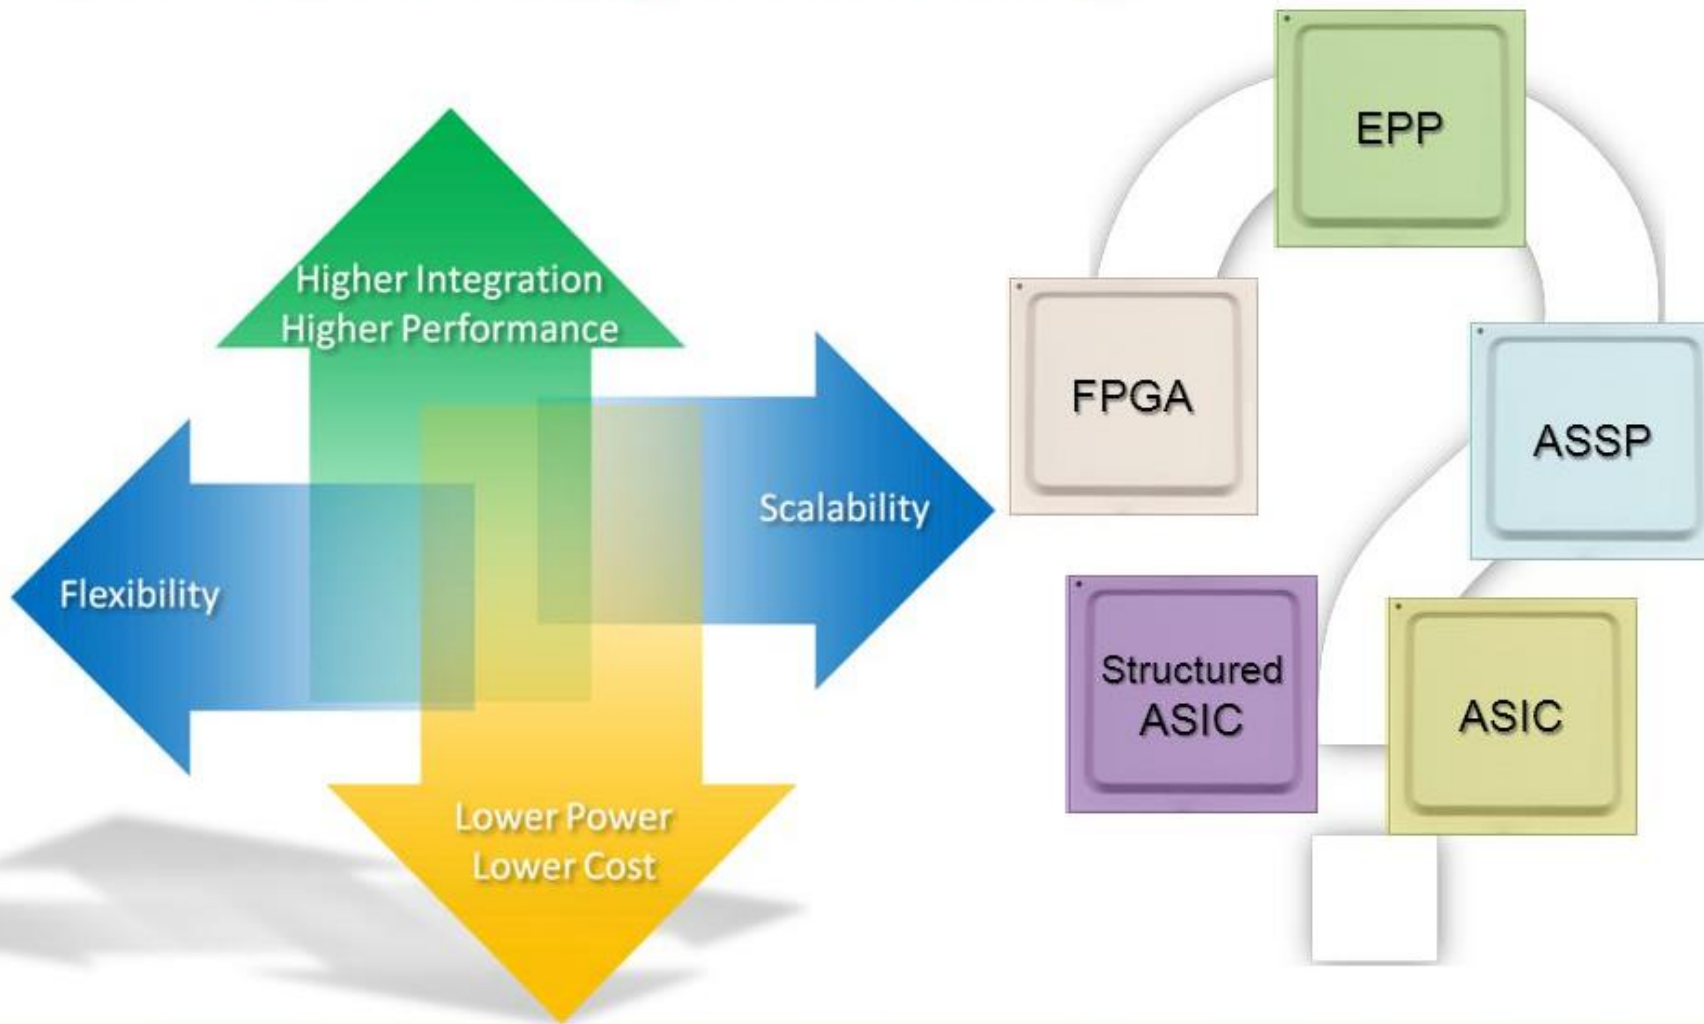 Higher Integration
Higher Performance
Flexibility
Scalability
Lower Power
Lower Cost
EPP
FPGA
ASSP
Structured
ASIC
ASIC